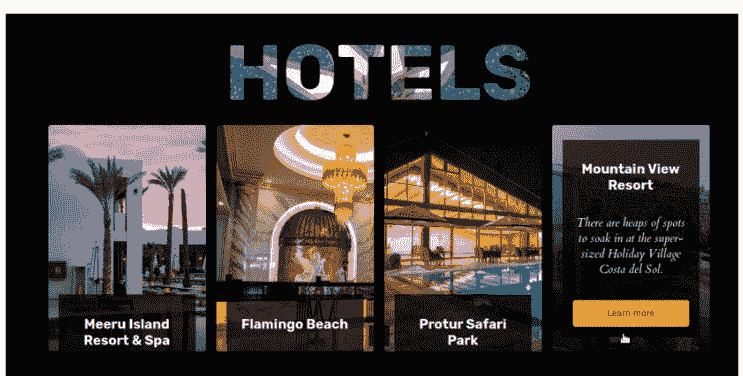 HOTELS
Meeru Island
Resort & Spa
Flamingo Beach
Protur Safari
Park
Mountain View
Resort
There are heaps of spots
to soak in at the super-
sized Holiday Village
Costa del Sol.
Learn more